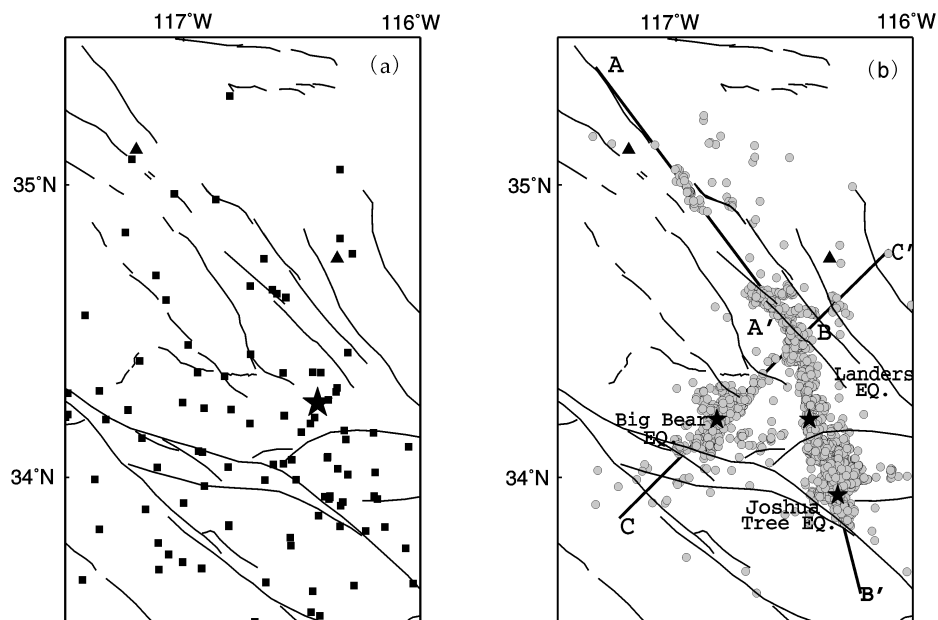 117°W 116°W 117°W 116°W
(a) (b)
A
35°N 35°N
C'
A' B
Landers
EQ.
Big Bear
EQ.
34°N 34°N
Joshua
Tree EQ.
C
B'